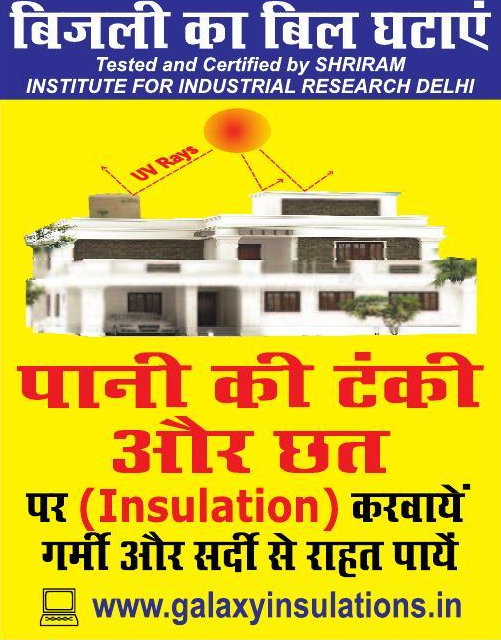 बिजली का बिल घटाएं
Tested and Certified by SHRIRAM
INSTITUTE FOR INDUSTRIAL RESEARCH DELHI
UV Rays
पानी की टंकी
और छत
पर (Insulation) करवायें
गर्मी और सर्दी से राहत पायें
www.galaxyinsulations.in